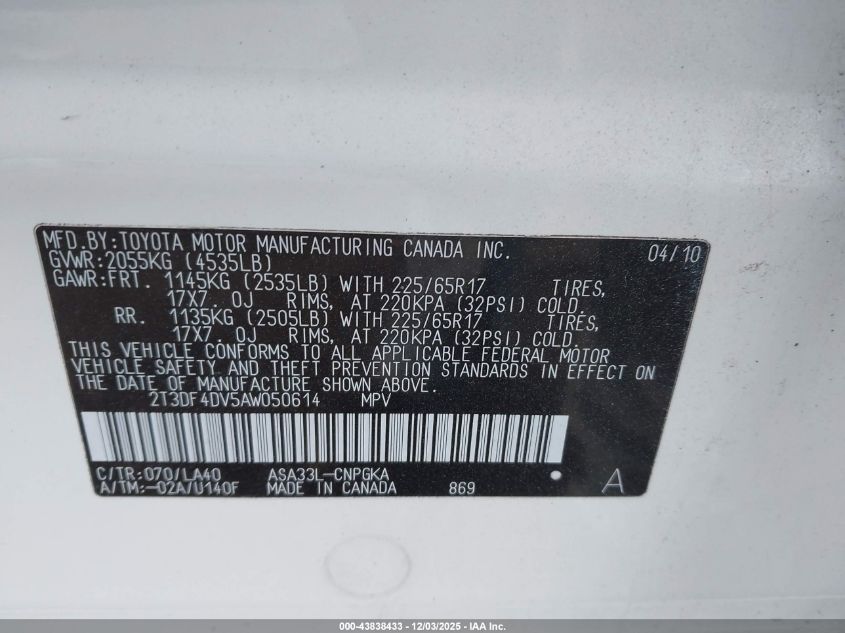 MFD.BY:TOYOTA MOTOR MANUFACTURING CANADA INC. 04/10
GVWR:2055KG (4535LB)
GAWR:FRT. 1145KG (2535LB) WITH 225/65R17 TIRES,
17X7. 0J RIMS, AT 220KPA (32PSI) COLD.
RR. 1135KG (2505LB) WITH 225/65R17 TIRES,
17X7. 0J RIMS, AT 220KPA (32PSI) COLD.
THIS VEHICLE CONFORMS TO ALL APPLICABLE FEDERAL MOTOR
VEHICLE SAFETY AND THEFT PREVENTION STANDARDS IN EFFECT ON
THE DATE OF MANUFACTURE SHOWN ABOVE.
2T3DF4DV5AW050614 MPV
C/TR:070/LA40 ASA33L-CNPGKA
A/TM:-02A/U140F MADE IN CANADA 869 A
000-43838433 - 12/03/2025 - IAA Inc.